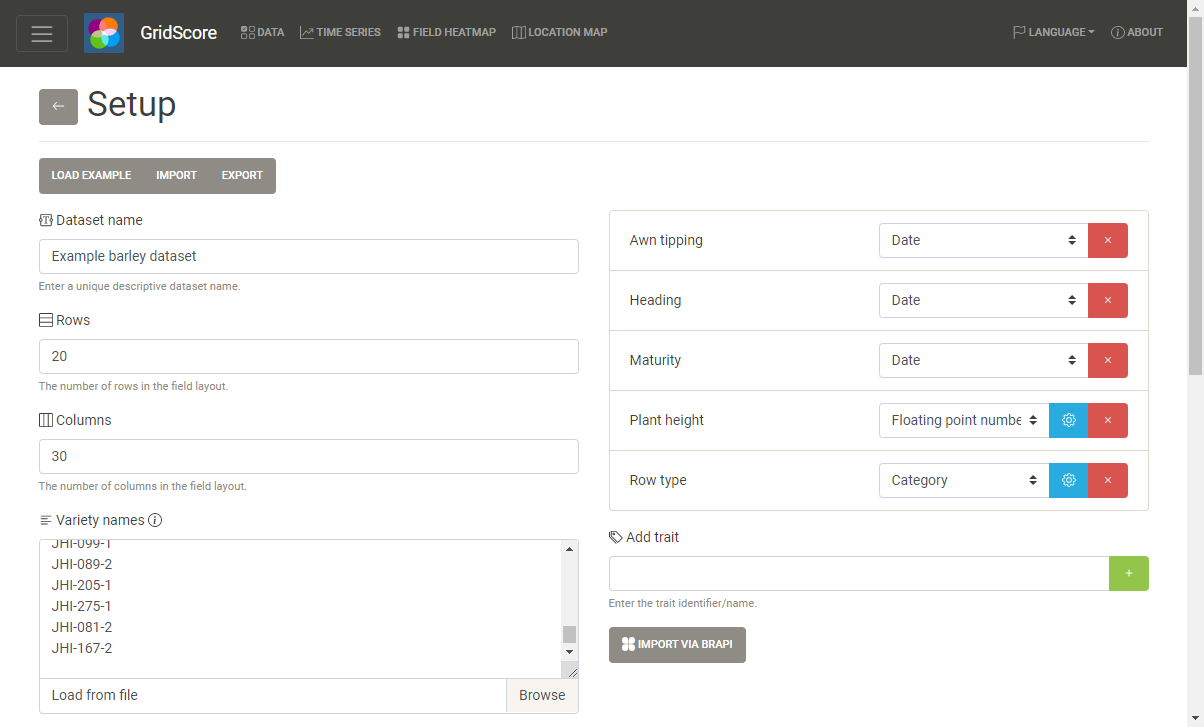 GridScore
DATA
TIME SERIES
FIELD HEATMAP
LOCATION MAP
LANGUAGE
ABOUT
Setup
LOAD EXAMPLE
IMPORT
EXPORT
Dataset name
Example barley dataset
Enter a unique descriptive dataset name.
Rows
20
The number of rows in the field layout.
Columns
30
The number of columns in the field layout.
Variety names
JHI-099-1
JHI-089-2
JHI-205-1
JHI-275-1
JHI-081-2
JHI-167-2
Load from file
Browse
Awn tipping
Date
Heading
Date
Maturity
Date
Plant height
Floating point numbe
Row type
Category
Add trait
Enter the trait identifier/name.
IMPORT VIA BRAPI